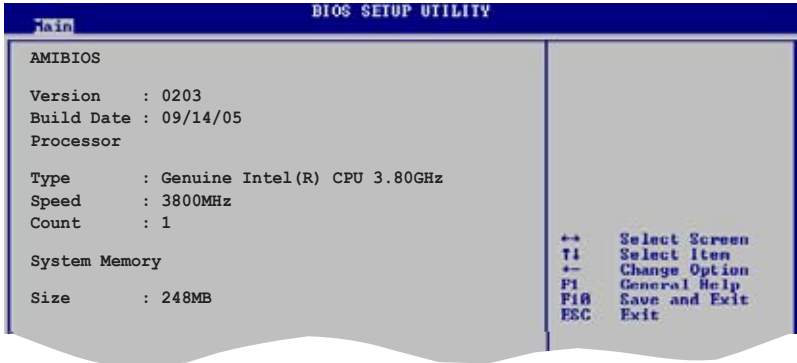 BIOS SETUP UTILITY
Main
AMIBIOS
Version : 0203
Build Date : 09/14/05
Processor
Type : Genuine Intel(R) CPU 3.80GHz
Speed : 3800MHz
Count : 1
System Memory
Size : 248MB
←→ Select Screen
↑↓ Select Item
+- Change Option
F1 General Help
F10 Save and Exit
ESC Exit